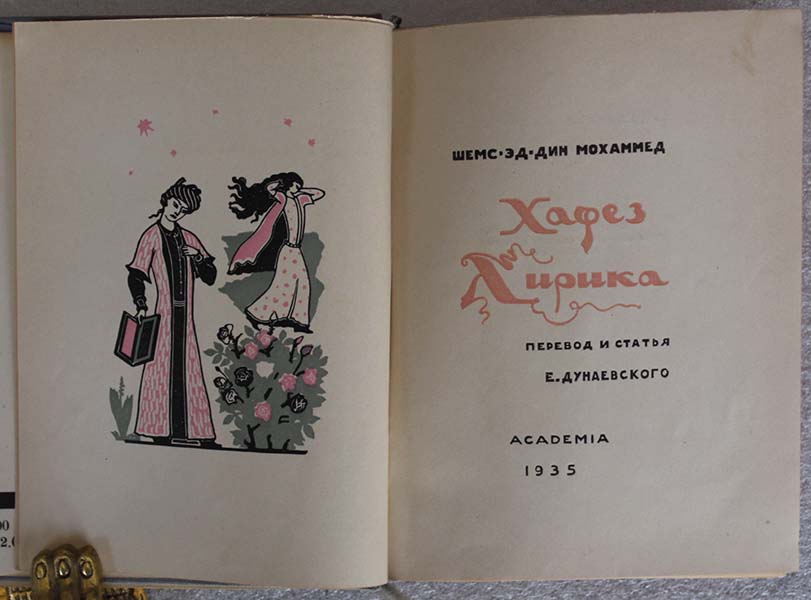 ШЕМС-ЭД-ДИН МОХАММЕД
Хафез
Лирика
ПЕРЕВОД И СТАТЬЯ
Е. ДУНАЕВСКОГО
ACADEMIA
1935